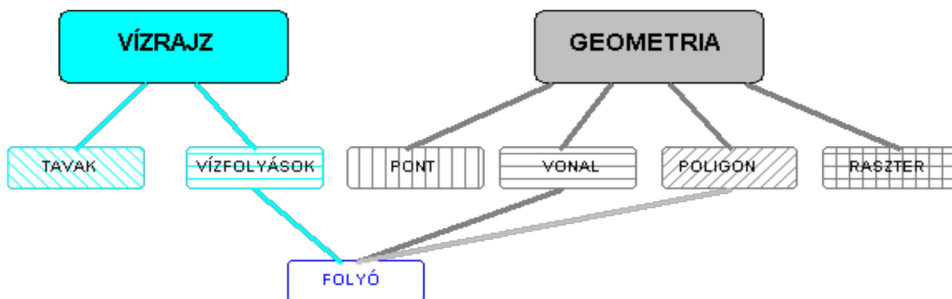 VÍZRAJZ
GEOMETRIA
TAVAK
VÍZFOLYÁSOK
PONT
VONAL
POLIGON
RASZTER
FOLYÓ